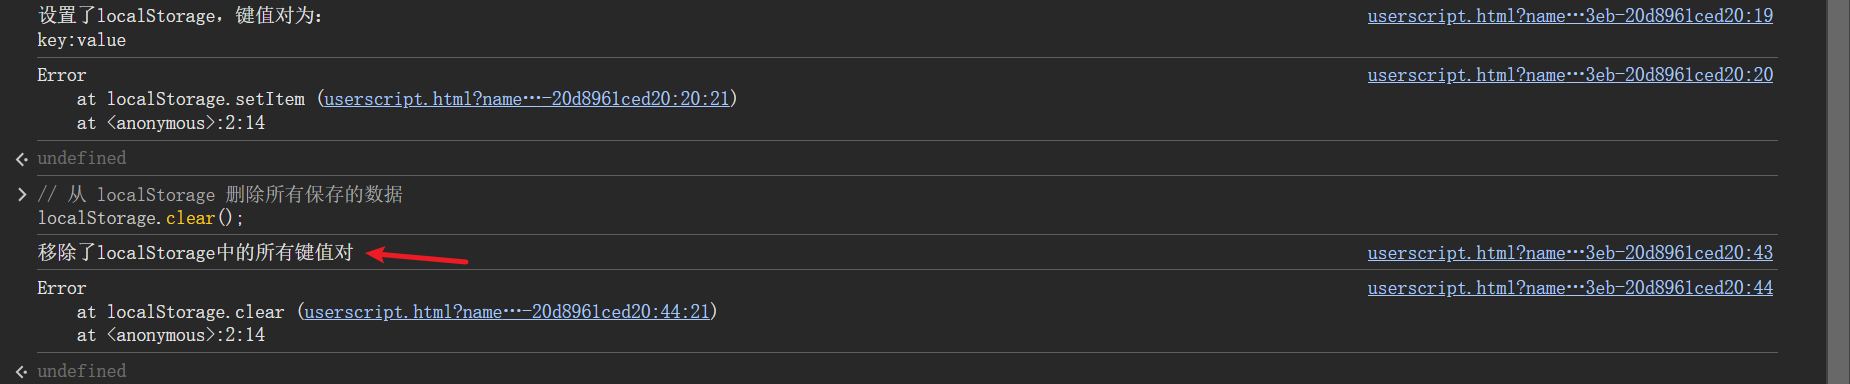 设置了localStorage，键值对为： userscript.html?name…3eb-20d8961ced20:19
key:value
Error userscript.html?name…3eb-20d8961ced20:20
at localStorage.setItem (userscript.html?name…-20d8961ced20:20:21)
at <anonymous>:2:14
undefined
// 从 localStorage 删除所有保存的数据
localStorage.clear();
移除了localStorage中的所有键值对 userscript.html?name…3eb-20d8961ced20:43
Error userscript.html?name…3eb-20d8961ced20:44
at localStorage.clear (userscript.html?name…-20d8961ced20:44:21)
at <anonymous>:2:14
undefined